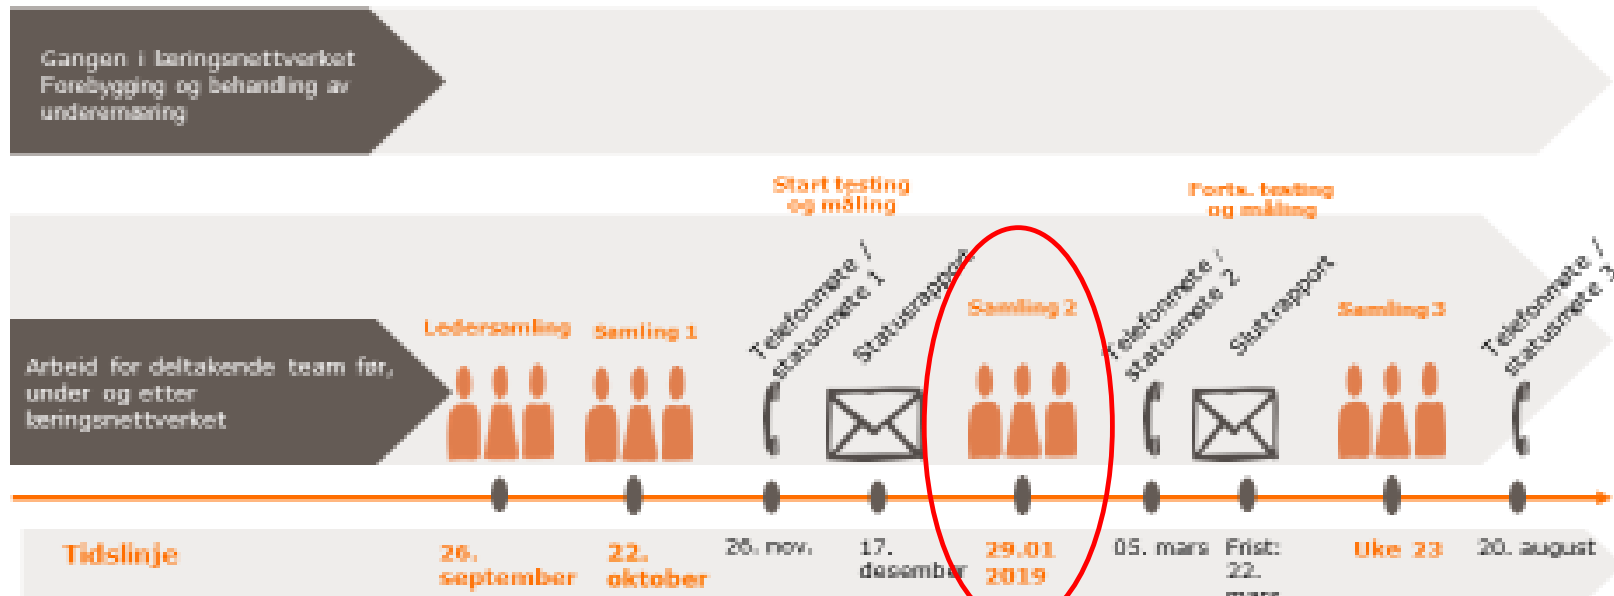 Gangen i læringsnettverket
Forebygging og behandling av
underernæring
Start testing
og måling
Forts. testing
og måling
Telefonmøte /
statusmøte 1
Statusrapport
Telefonmøte /
statusmøte 2
Sluttrapport
Telefonmøte /
statusmøte 3
Ledersamling
Samling 1
Samling 2
Samling 3
Arbeid for deltakende team før,
under og etter
læringsnettverket
Tidslinje
26.
september
22.
oktober
26. nov.
17.
desember
29.01
2019
05. mars
Frist:
22.
mars
Uke 23
20. august